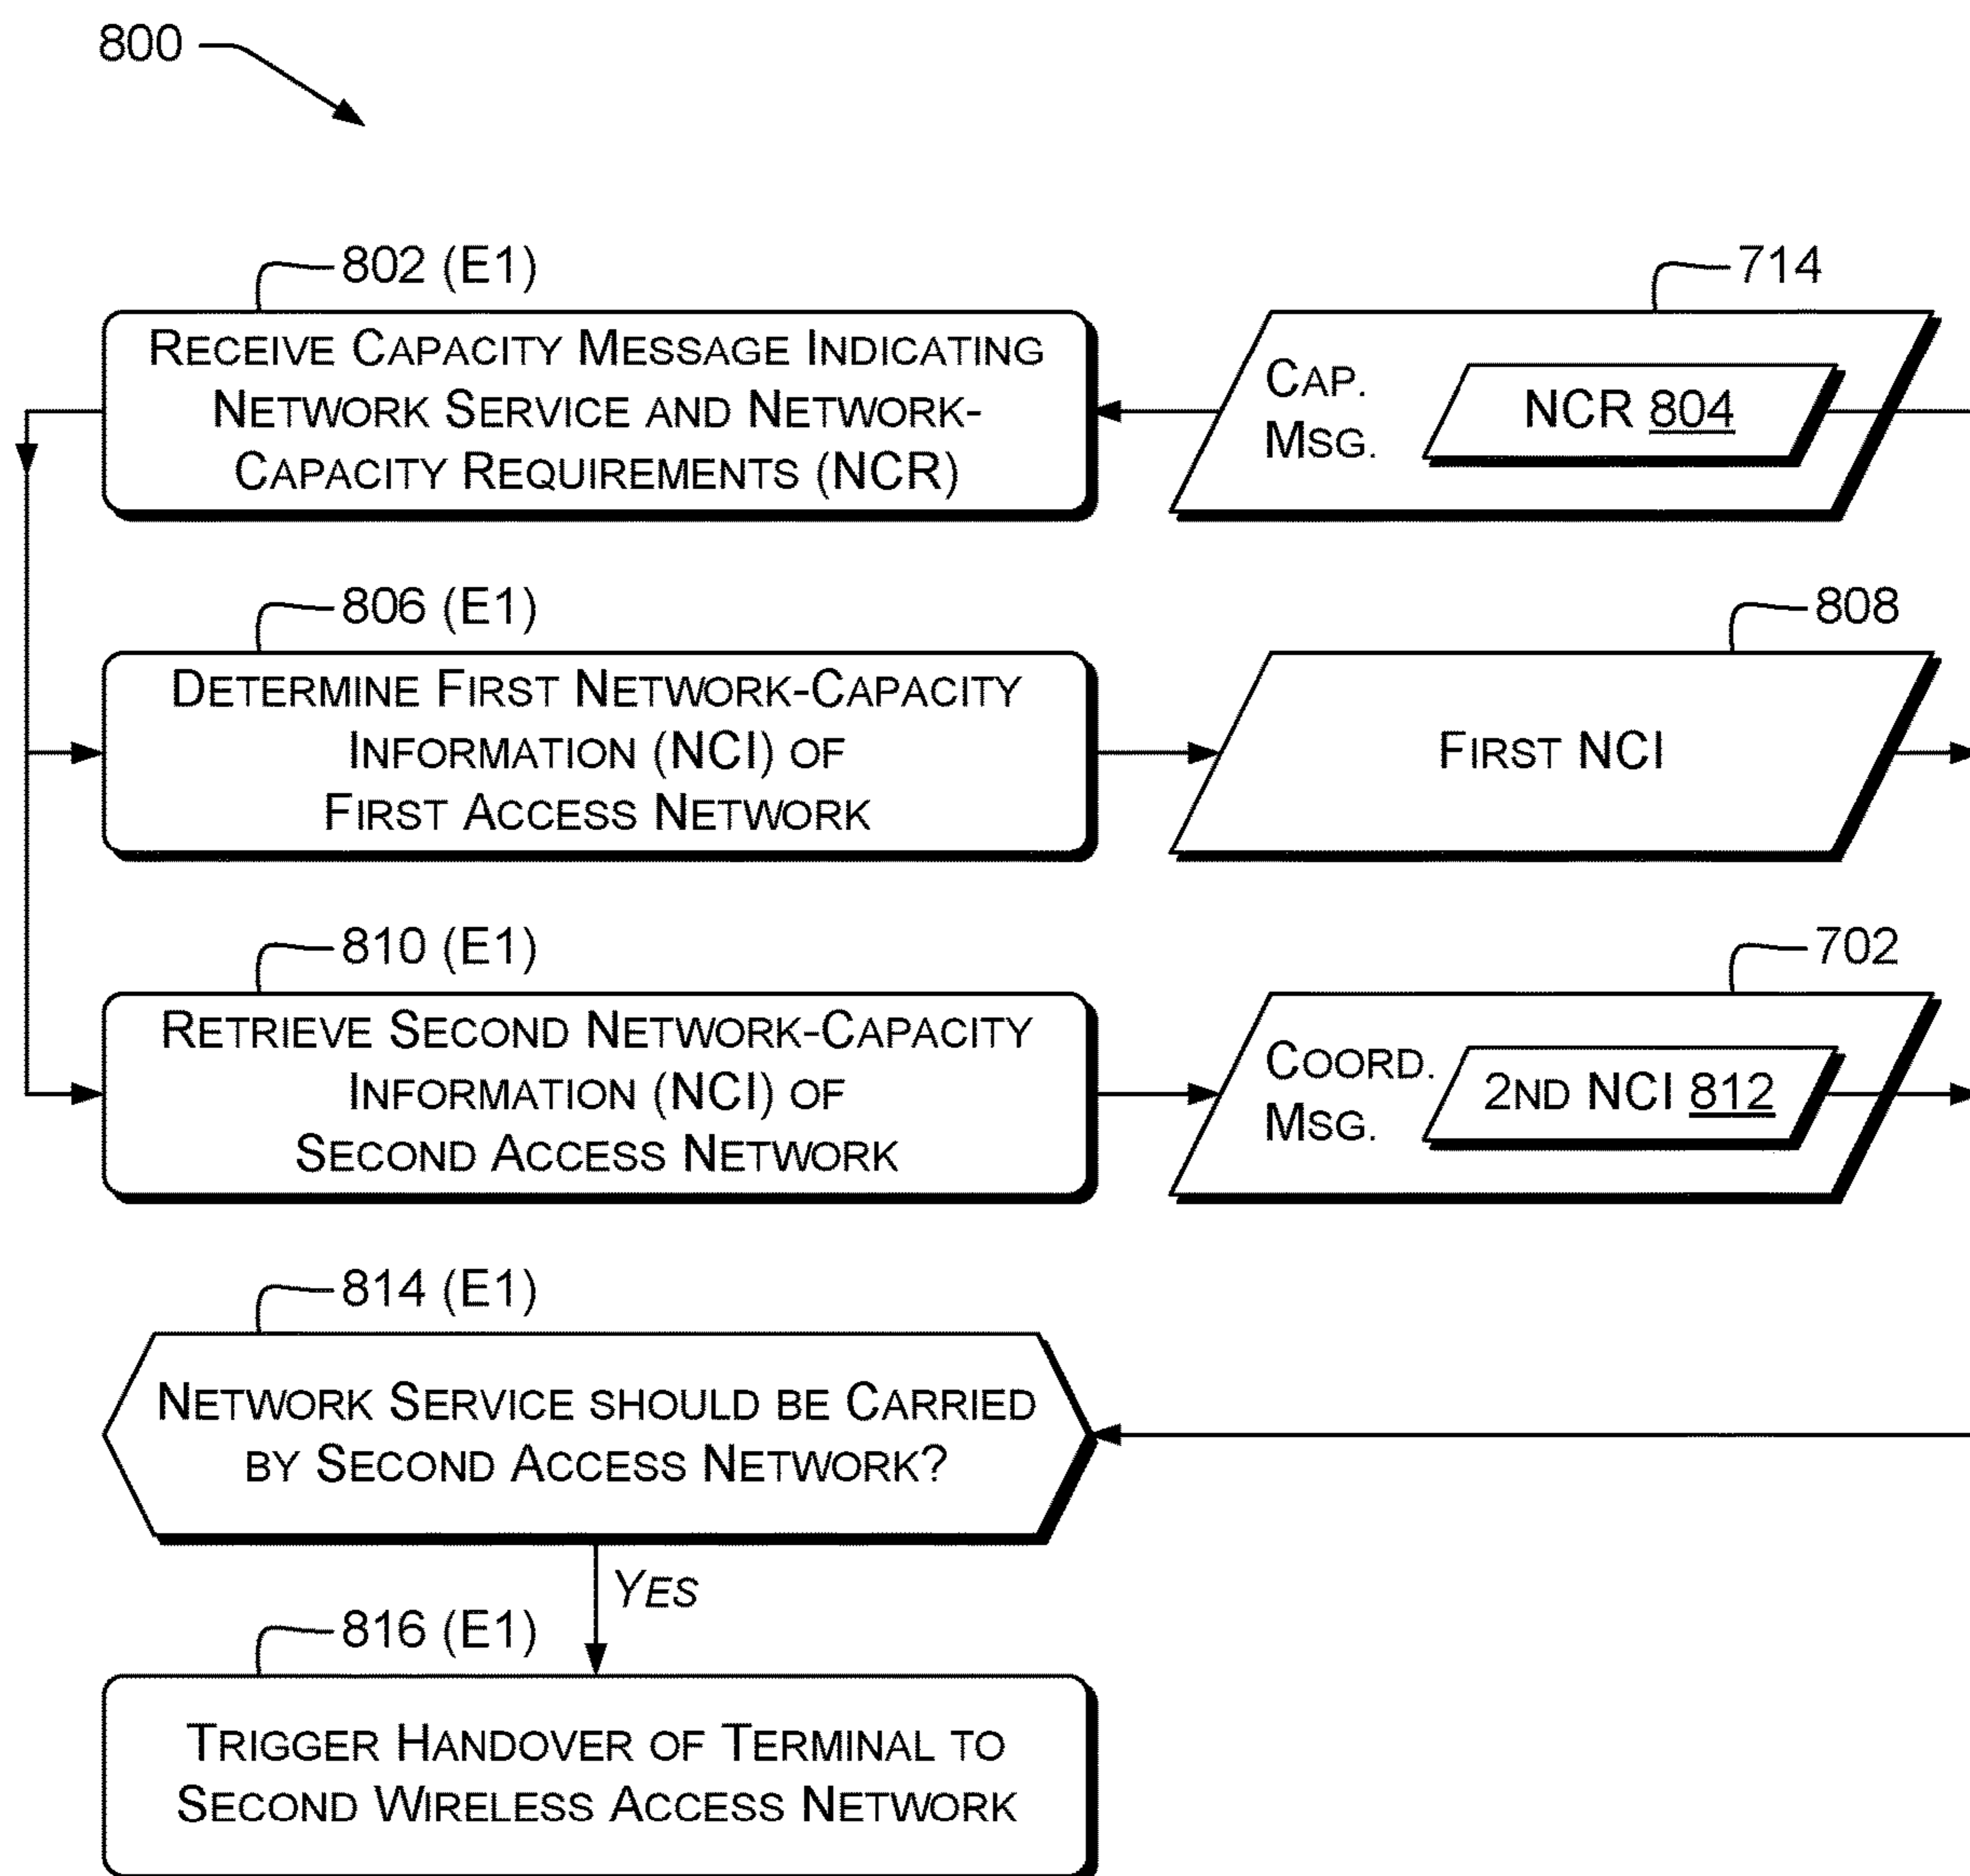 800
802 (E1)
714
Receive Capacity Message Indicating
Network Service and Network-
Capacity Requirements (NCR)
Cap.
Msg.
NCR 804
806 (E1)
808
Determine First Network-Capacity
Information (NCI) of
First Access Network
First NCI
810 (E1)
702
Retrieve Second Network-Capacity
Information (NCI) of
Second Access Network
Coord.
Msg.
2nd NCI 812
814 (E1)
Network Service should be Carried
by Second Access Network?
Yes
816 (E1)
Trigger Handover of Terminal to
Second Wireless Access Network